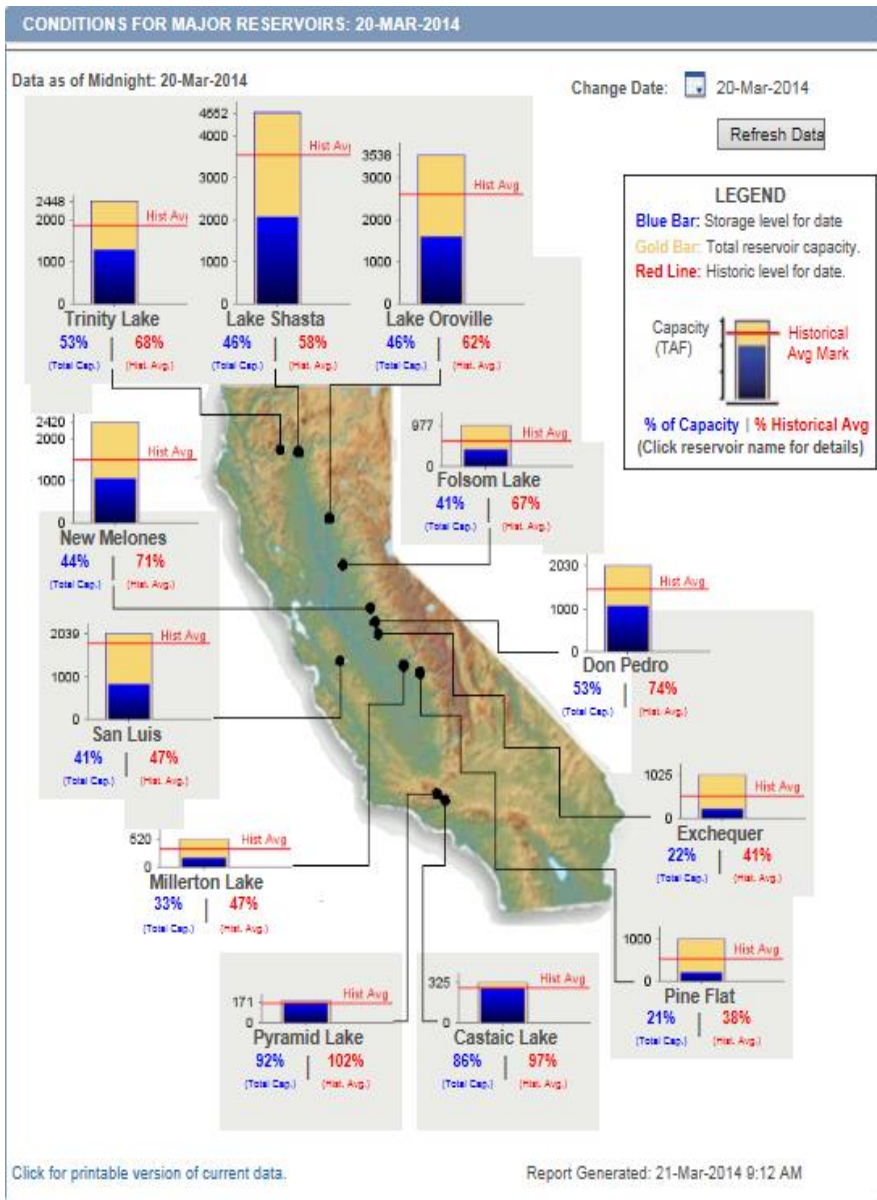 CONDITIONS FOR MAJOR RESERVOIRS: 20-MAR-2014
Data as of Midnight: 20-Mar-2014
Change Date: 20-Mar-2014
Refresh Data
LEGEND
Blue Bar: Storage level for date
Gold Bar: Total reservoir capacity.
Red Line: Historic level for date.
Capacity
(TAF)
Historical
Avg Mark
% of Capacity | % Historical Avg
(Click reservoir name for details)
2448
2000
1000
0
Hist Avg
Trinity Lake
53% | 68%
(Total Cap.) (Hist. Avg.)
4552
4000
3000
2000
1000
0
Hist Avg
Lake Shasta
46% | 58%
(Total Cap.) (Hist. Avg.)
3538
3000
2000
1000
0
Hist Avg
Lake Oroville
46% | 62%
(Total Cap.) (Hist. Avg.)
977
0
Hist Avg
Folsom Lake
41% | 67%
(Total Cap.) (Hist. Avg.)
2420
2000
1000
0
Hist Avg
New Melones
44% | 71%
(Total Cap.) (Hist. Avg.)
2030
1000
0
Hist Avg
Don Pedro
53% | 74%
(Total Cap.) (Hist. Avg.)
2039
1000
0
Hist Avg
San Luis
41% | 47%
(Total Cap.) (Hist. Avg.)
1025
0
Hist Avg
Exchequer
22% | 41%
(Total Cap.) (Hist. Avg.)
520
0
Hist Avg
Millerton Lake
33% | 47%
(Total Cap.) (Hist. Avg.)
1000
0
Hist Avg
Pine Flat
21% | 38%
(Total Cap.) (Hist. Avg.)
171
0
Hist Avg
Pyramid Lake
92% | 102%
(Total Cap.) (Hist. Avg.)
325
0
Hist Avg
Castaic Lake
86% | 97%
(Total Cap.) (Hist. Avg.)
Click for printable version of current data.
Report Generated: 21-Mar-2014 9:12 AM